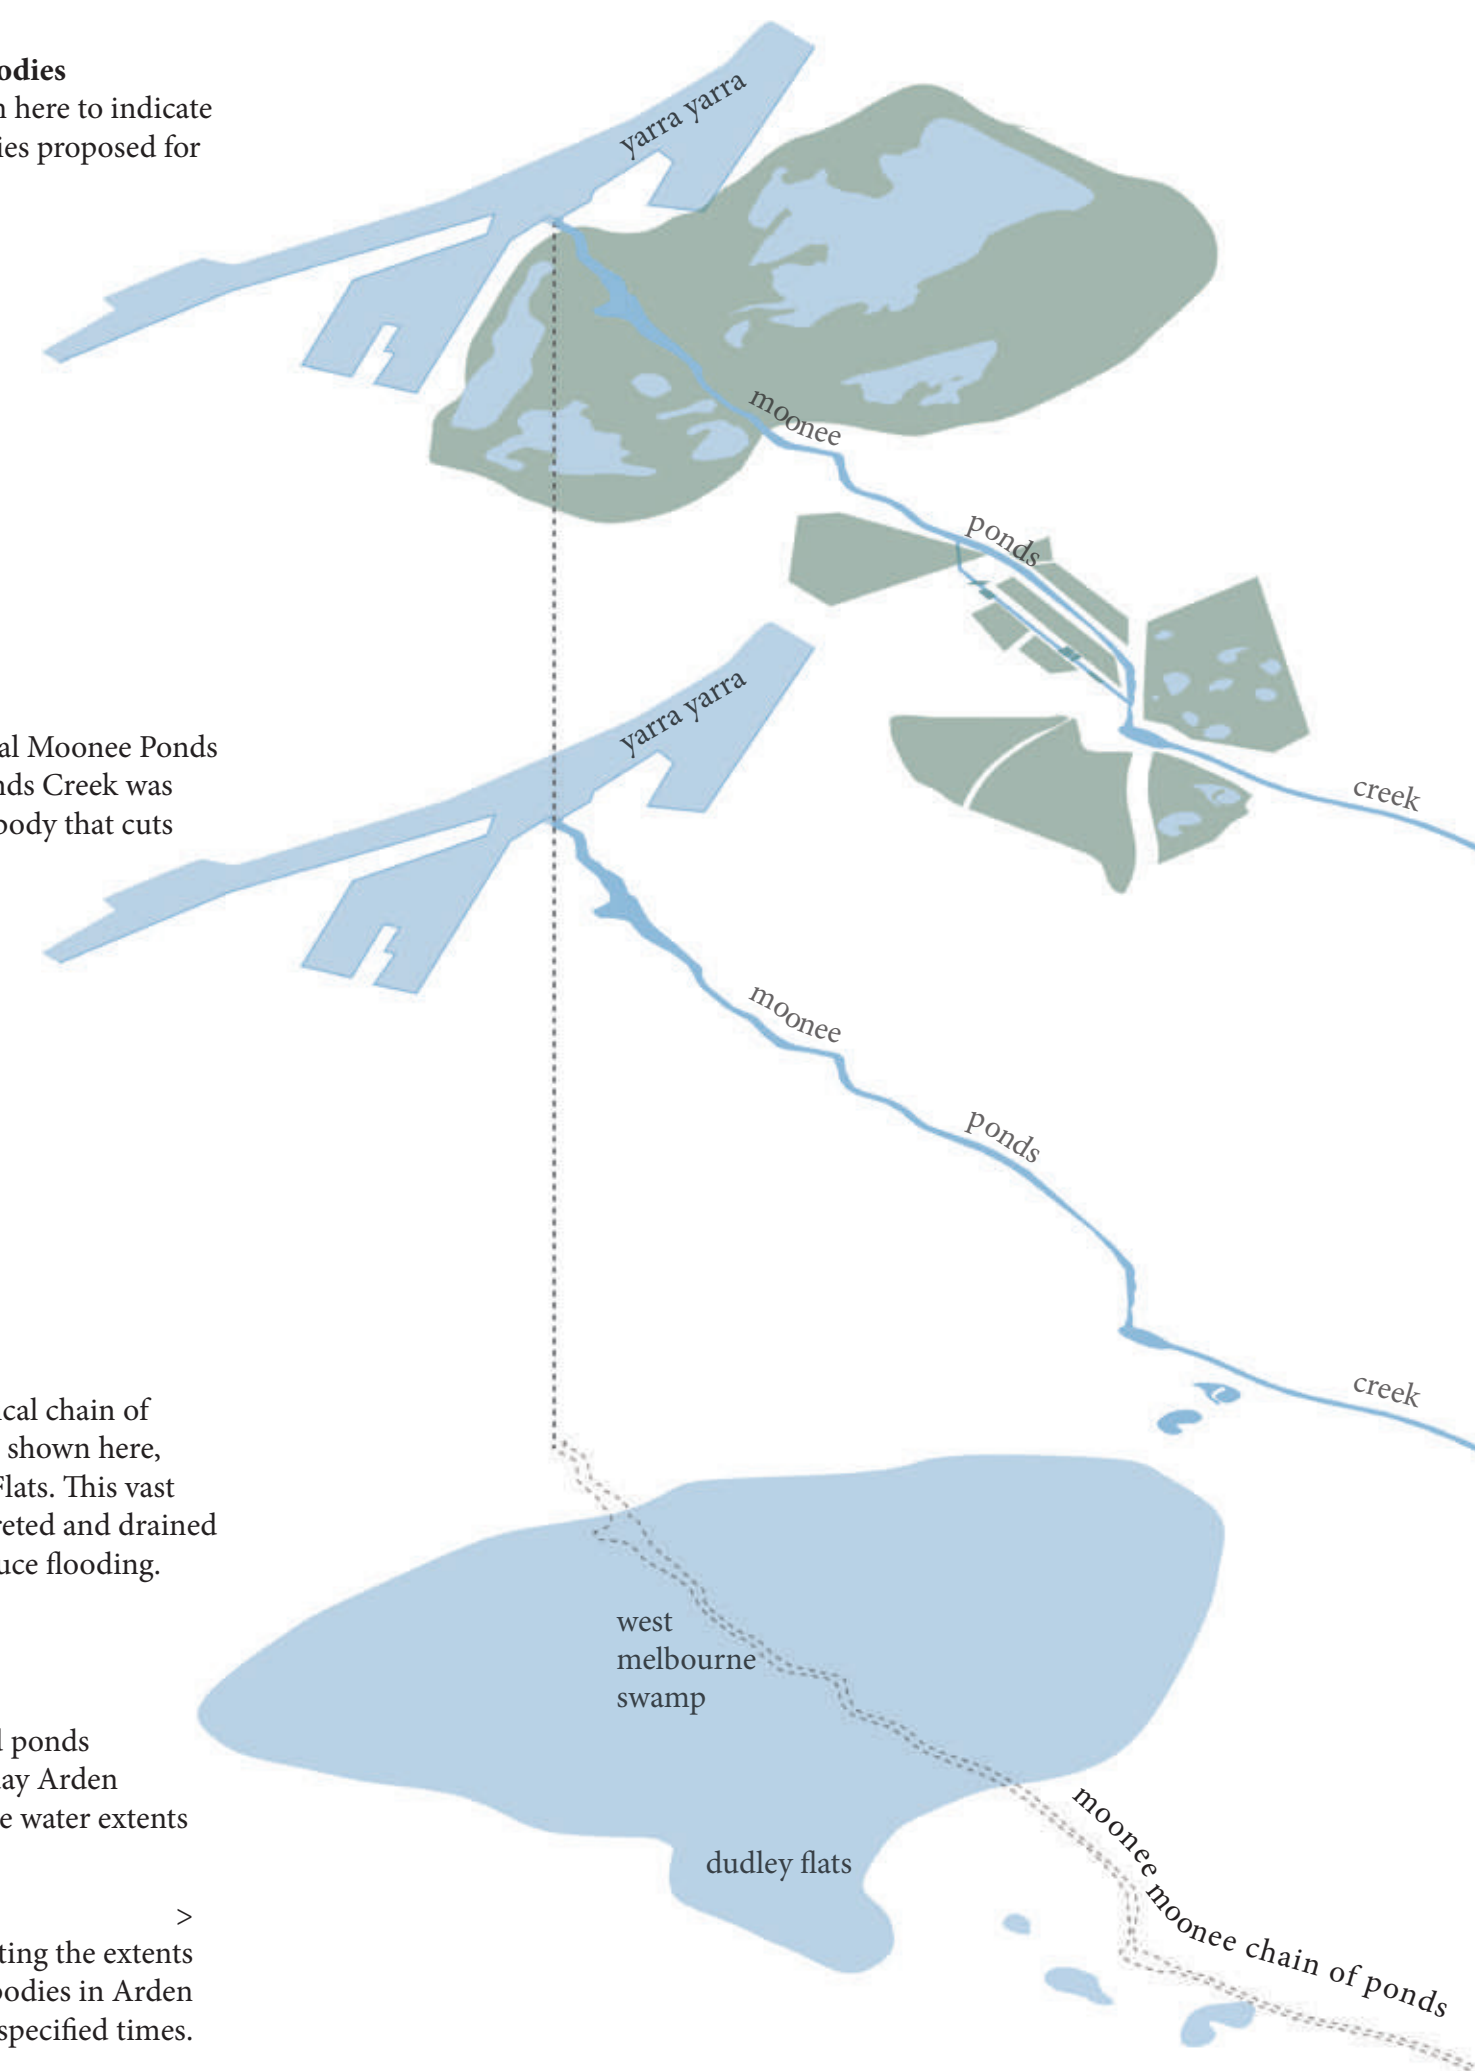 odies
n here to indicate
ies proposed for
yarra yarra
moonee
ponds
creek
al Moonee Ponds
nds Creek was
body that cuts
yarra yarra
moonee
ponds
creek
ical chain of
shown here,
Flats. This vast
reted and drained
uce flooding.
west
melbourne
swamp
dudley flats
moonee
moonee chain of ponds
l ponds
lay Arden
e water extents
>
ting the extents
bodies in Arden
specified times.